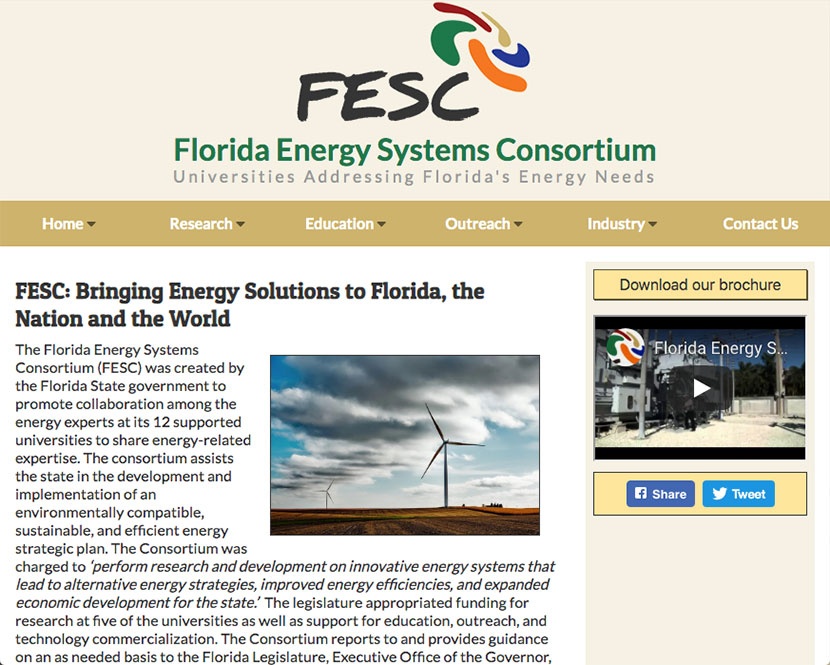 FESC
Florida Energy Systems Consortium
Universities Addressing Florida's Energy Needs
Home Research Education Outreach Industry Contact Us
FESC: Bringing Energy Solutions to Florida, the
Nation and the World
The Florida Energy Systems
Consortium (FESC) was created by
the Florida State government to
promote collaboration among the
energy experts at its 12 supported
universities to share energy-related
expertise. The consortium assists
the state in the development and
implementation of an
environmentally compatible,
sustainable, and efficient energy
strategic plan. The Consortium was
charged to ‘perform research and development on innovative energy systems that
lead to alternative energy strategies, improved energy efficiencies, and expanded
economic development for the state.’ The legislature appropriated funding for
research at five of the universities as well as support for education, outreach, and
technology commercialization. The Consortium reports to and provides guidance
on an as needed basis to the Florida Legislature, Executive Office of the Governor,
Download our brochure
Florida Energy S...
Share Tweet